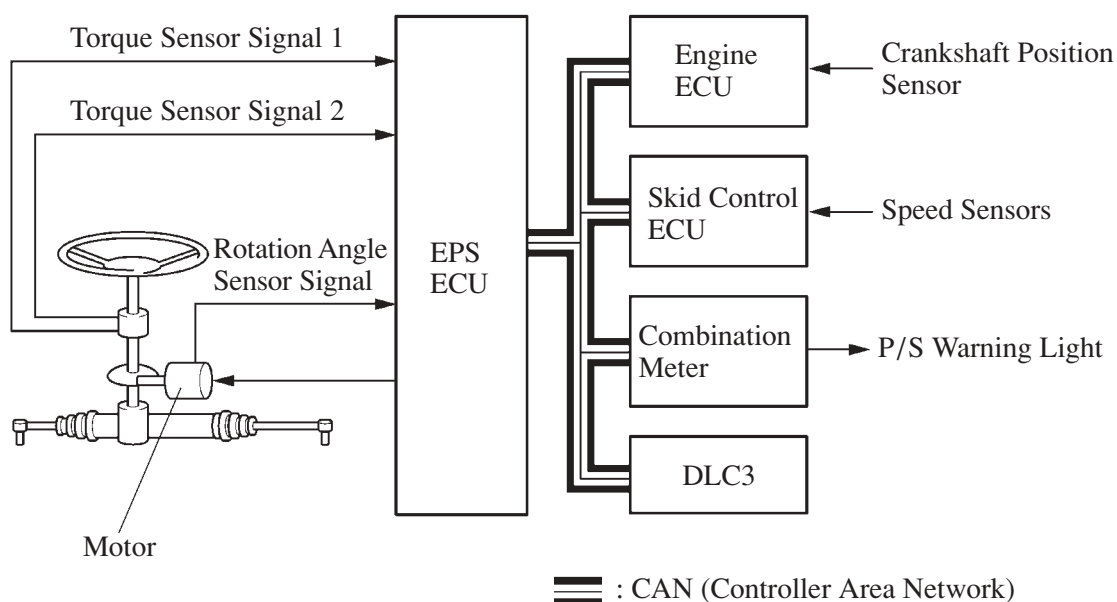 Torque Sensor Signal 1
Torque Sensor Signal 2
Rotation Angle
Sensor Signal
Motor
EPS
ECU
Engine
ECU
Crankshaft Position
Sensor
Skid Control
ECU
Speed Sensors
Combination
Meter
P/S Warning Light
DLC3
: CAN (Controller Area Network)